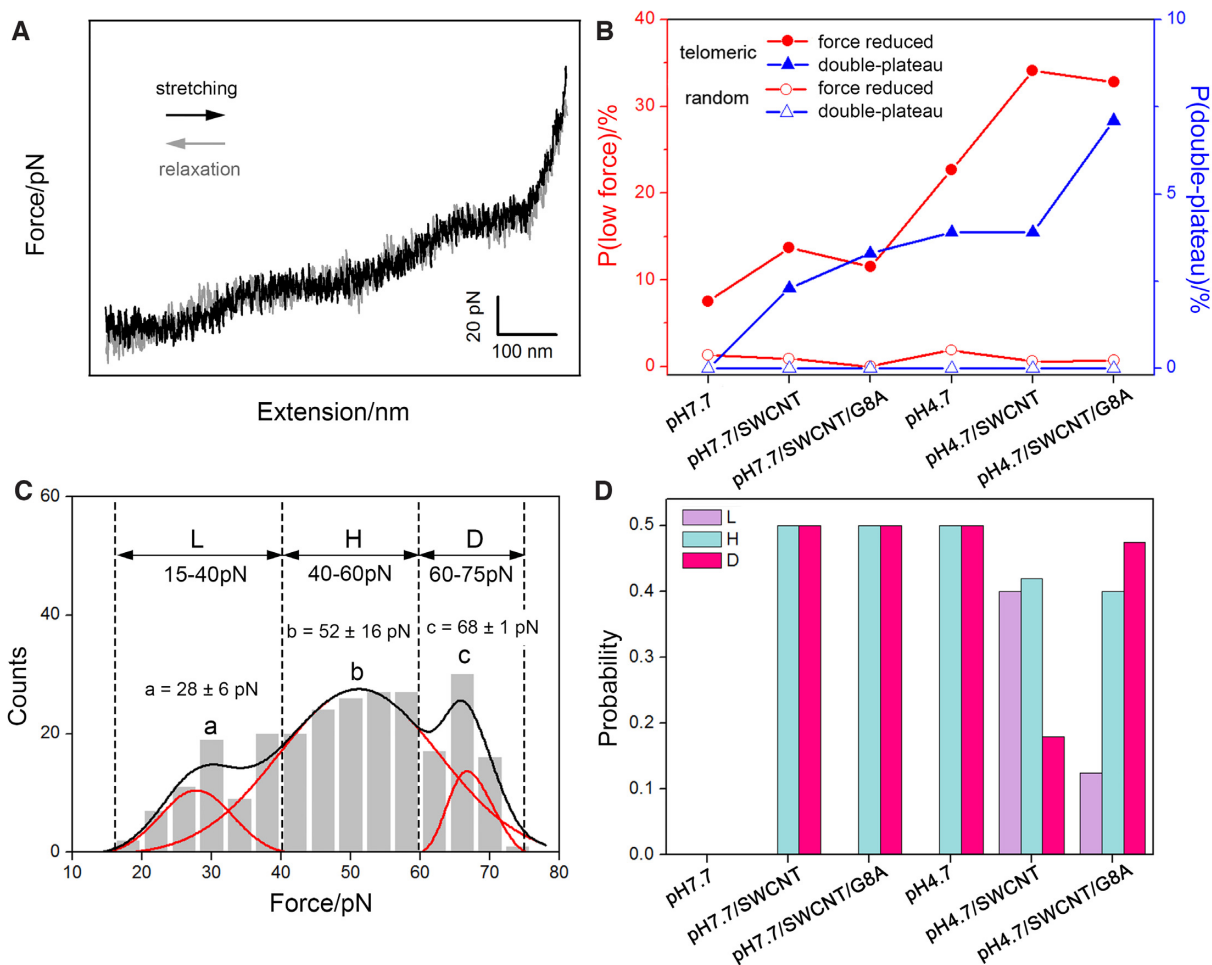 A
stretching
relaxation
Force/pN
20 pN
100 nm
Extension/nm
B
telomeric
force reduced
double-plateau
random
force reduced
double-plateau
P(low force)/%
40
30
20
10
0
P(double-plateau)/%
10
5
0
pH7.7
pH7.7/SWCNT
pH7.7/SWCNT/G8A
pH4.7
pH4.7/SWCNT
pH4.7/SWCNT/G8A
C
L H D
15-40pN 40-60pN 60-75pN
b = 52 ± 16 pN c = 68 ± 1 pN
a = 28 ± 6 pN
a b c
Counts
60
40
20
0
10 20 30 40 50 60 70 80
Force/pN
D
L
H
D
Probability
0.5
0.4
0.3
0.2
0.1
0.0
pH7.7
pH7.7/SWCNT
pH7.7/SWCNT/G8A
pH4.7
pH4.7/SWCNT
pH4.7/SWCNT/G8A